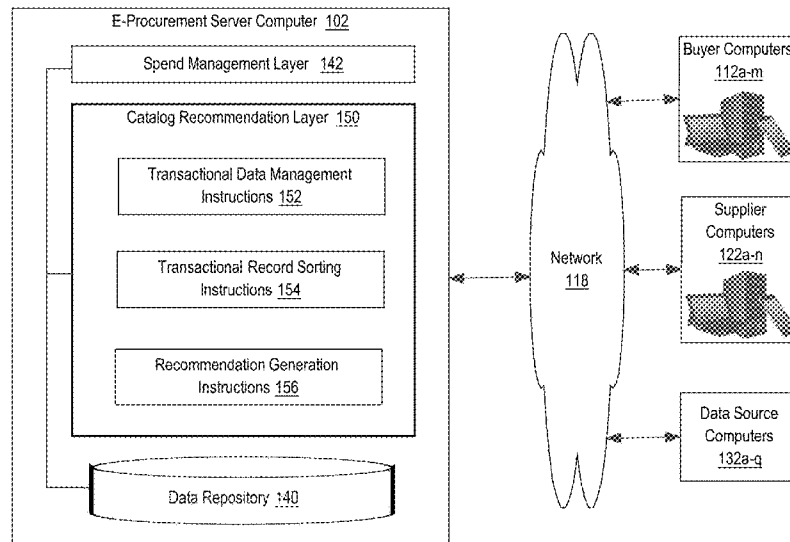 E-Procurement Server Computer 102
Spend Management Layer 142
Catalog Recommendation Layer 150
Transactional Data Management
Instructions 152
Transactional Record Sorting
Instructions 154
Recommendation Generation
Instructions 156
Data Repository 140
Network
118
Buyer Computers
112a-m
Supplier
Computers
122a-n
Data Source
Computers
132a-q